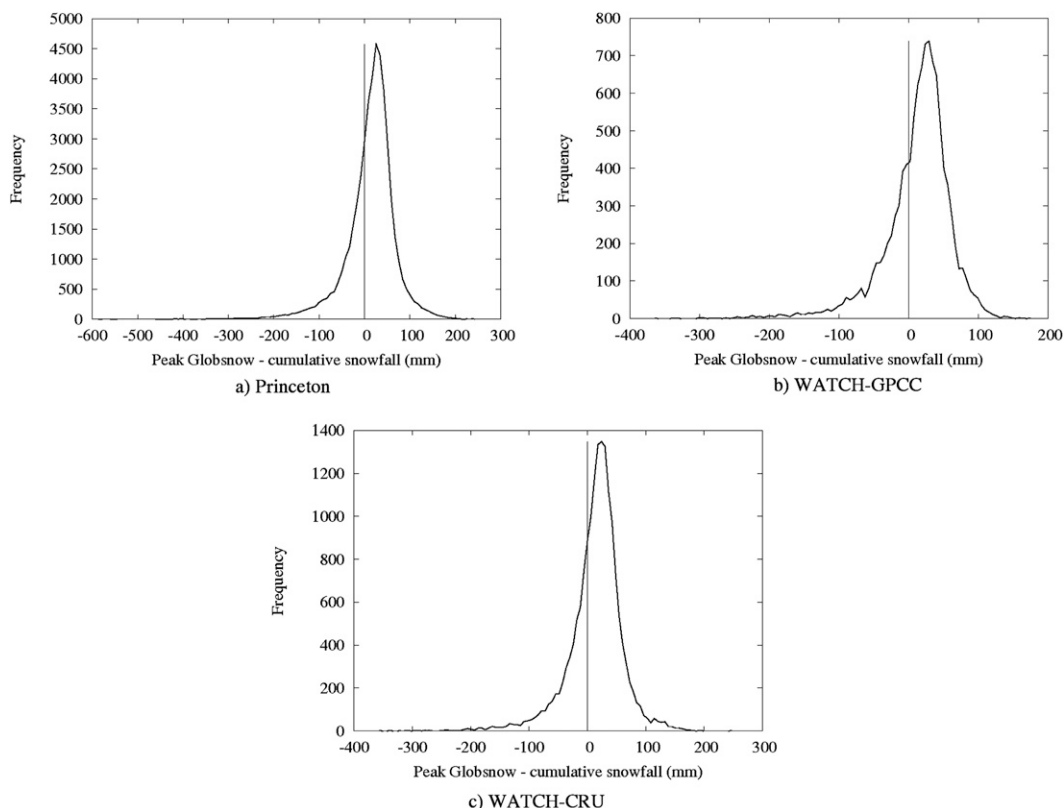 5000
4500
4000
3500
3000
2500
2000
1500
1000
500
0
Frequency
-600 -500 -400 -300 -200 -100 0 100 200 300
Peak Globsnow - cumulative snowfall (mm)
a) Princeton
800
700
600
500
400
300
200
100
0
Frequency
-400 -300 -200 -100 0 100 200
Peak Globsnow - cumulative snowfall (mm)
b) WATCH-GPCC
1400
1200
1000
800
600
400
200
0
Frequency
-400 -300 -200 -100 0 100 200 300
Peak Globsnow - cumulative snowfall (mm)
c) WATCH-CRU